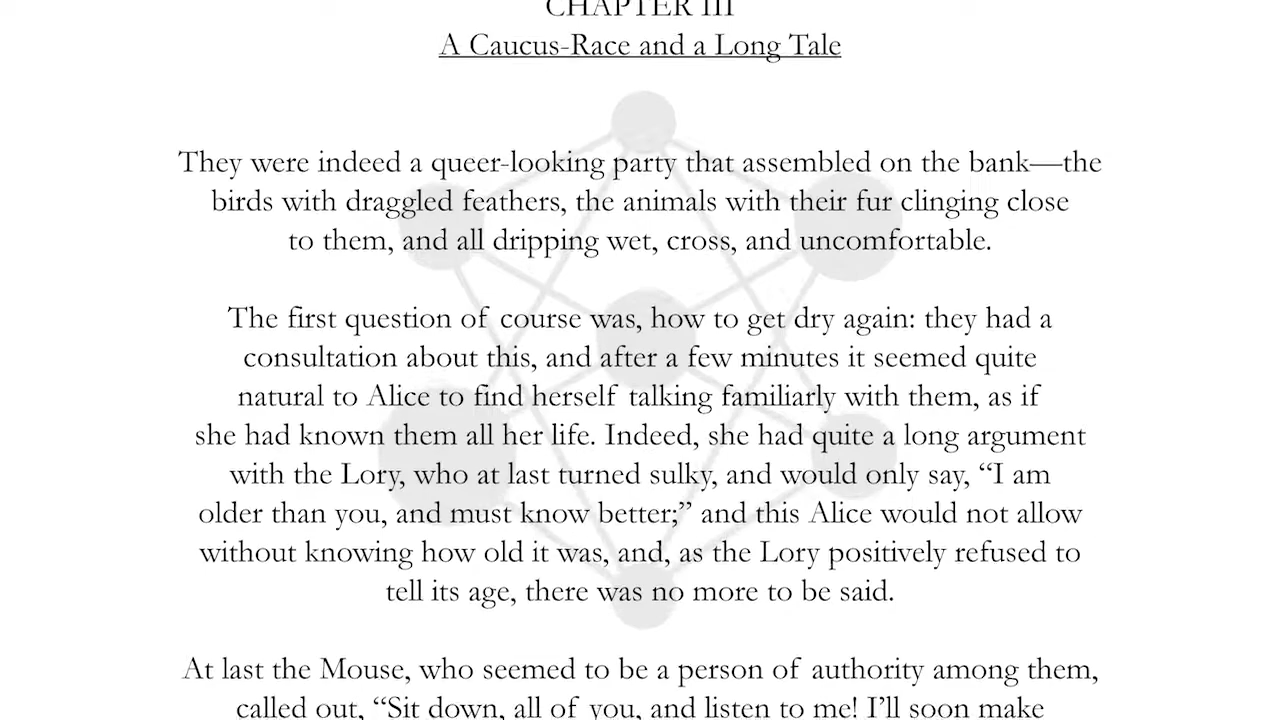 CHAPTER III
A Caucus-Race and a Long Tale
They were indeed a queer-looking party that assembled on the bank—the
birds with draggled feathers, the animals with their fur clinging close
to them, and all dripping wet, cross, and uncomfortable.
The first question of course was, how to get dry again: they had a
consultation about this, and after a few minutes it seemed quite
natural to Alice to find herself talking familiarly with them, as if
she had known them all her life. Indeed, she had quite a long argument
with the Lory, who at last turned sulky, and would only say, “I am
older than you, and must know better;” and this Alice would not allow
without knowing how old it was, and, as the Lory positively refused to
tell its age, there was no more to be said.
At last the Mouse, who seemed to be a person of authority among them,
called out, “Sit down, all of you, and listen to me! I’ll soon make